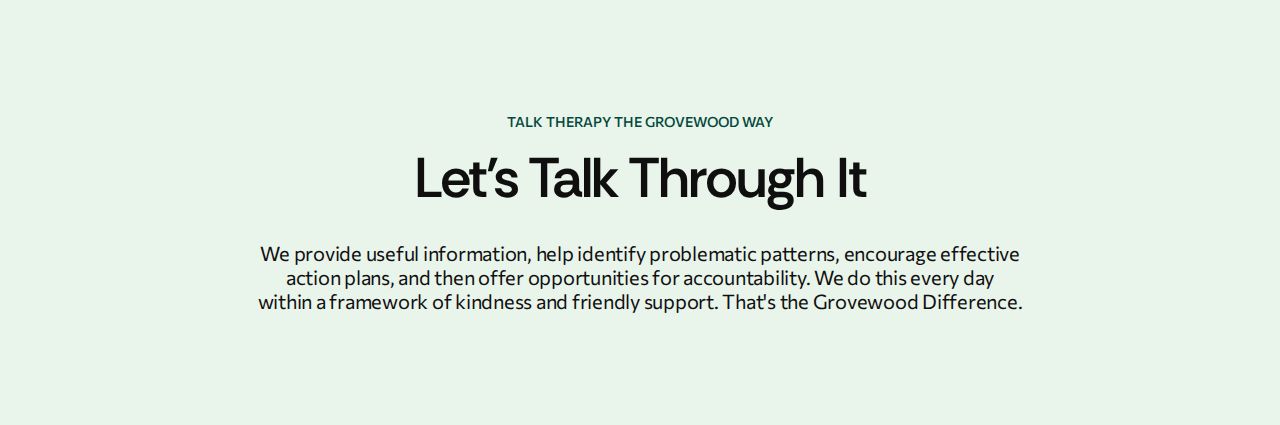 TALK THERAPY THE GROVEWOOD WAY
Let’s Talk Through It
We provide useful information, help identify problematic patterns, encourage effective
action plans, and then offer opportunities for accountability. We do this every day
within a framework of kindness and friendly support. That's the Grovewood Difference.